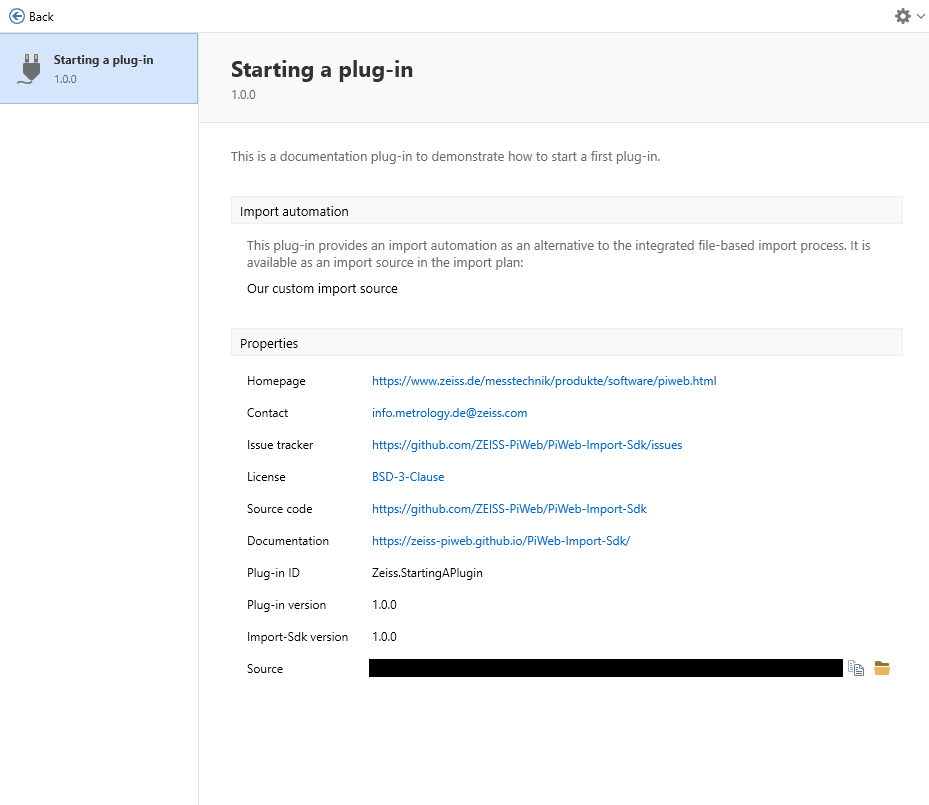 Back
Starting a plug-in
1.0.0
Starting a plug-in
1.0.0
This is a documentation plug-in to demonstrate how to start a first plug-in.
Import automation
This plug-in provides an import automation as an alternative to the integrated file-based import process. It is
available as an import source in the import plan:
Our custom import source
Properties
Homepage https://www.zeiss.de/messtechnik/produkte/software/piweb.html
Contact info.metrology.de@zeiss.com
Issue tracker https://github.com/ZEISS-PiWeb/PiWeb-Import-Sdk/issues
License BSD-3-Clause
Source code https://github.com/ZEISS-PiWeb/PiWeb-Import-Sdk
Documentation https://zeiss-piweb.github.io/PiWeb-Import-Sdk/
Plug-in ID Zeiss.StartingAPlugin
Plug-in version 1.0.0
Import-Sdk version 1.0.0
Source